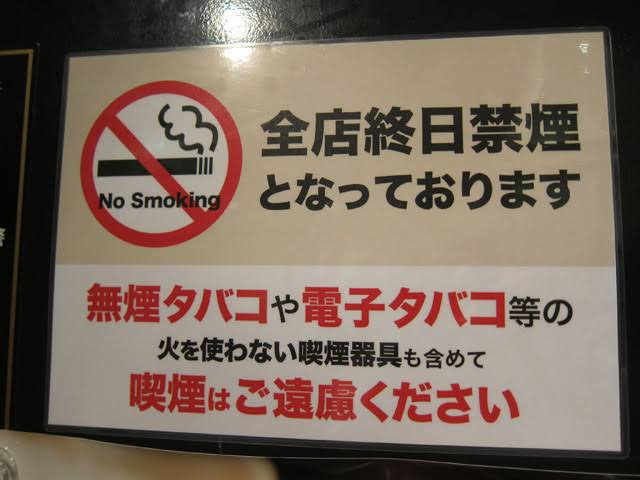 No Smoking
全店終日禁煙
となっております
無煙タバコや電子タバコ等の
火を使わない喫煙器具も含めて
喫煙はご遠慮ください